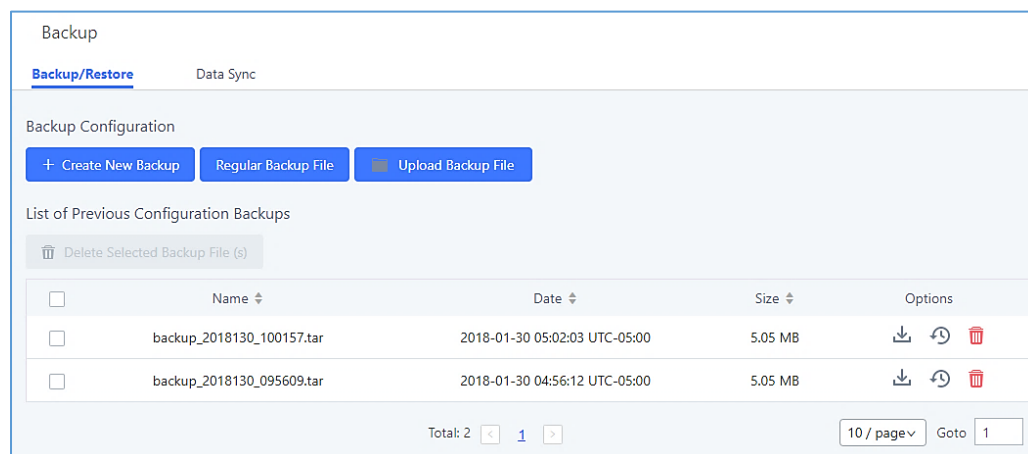 Backup
Backup/Restore Data Sync
Backup Configuration
+ Create New Backup Regular Backup File Upload Backup File
List of Previous Configuration Backups
Delete Selected Backup File (s)
Name Date Size Options
backup_2018130_100157.tar 2018-01-30 05:02:03 UTC-05:00 5.05 MB
backup_2018130_095609.tar 2018-01-30 04:56:12 UTC-05:00 5.05 MB
Total: 2 < 1 > 10 / page Goto 1